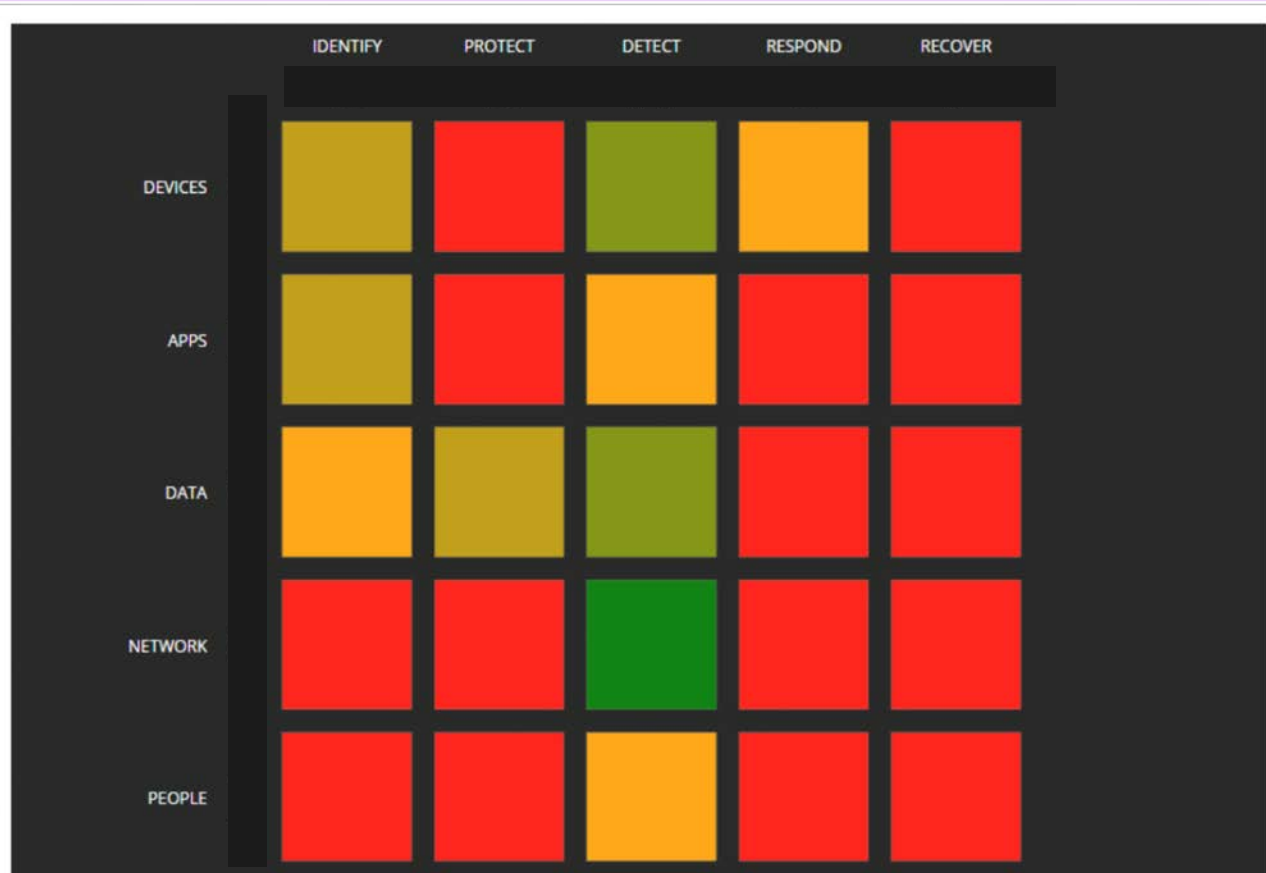 IDENTIFY PROTECT DETECT RESPOND RECOVER
DEVICES
APPS
DATA
NETWORK
PEOPLE